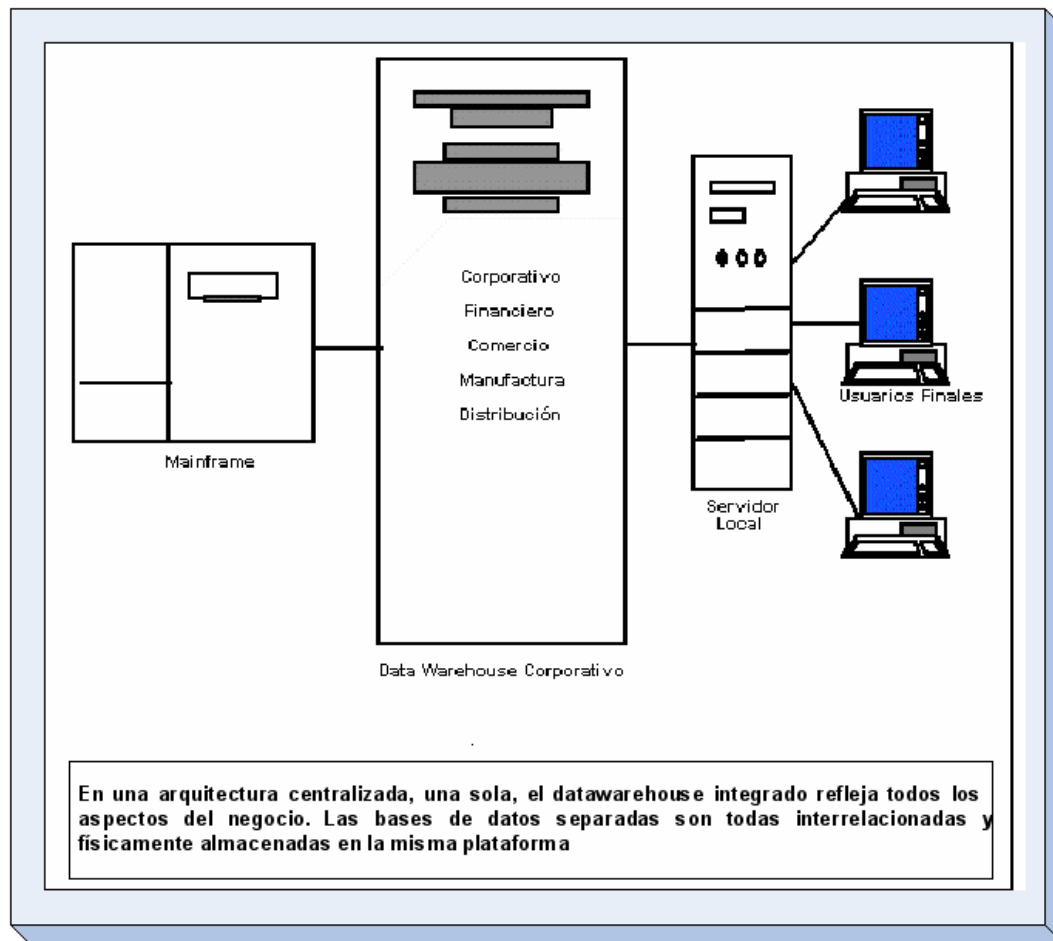 Corporativo
Financiero
Comercio
Manufactura
Distribución
Mainframe
Usuarios Finales
Servidor
Local
Data Warehouse Corporativo
En una arquitectura centralizada, una sola, el datawarehouse integrado refleja todos los
aspectos del negocio. Las bases de datos separadas son todas interrelacionadas y
físicamente almacenadas en la misma plataforma